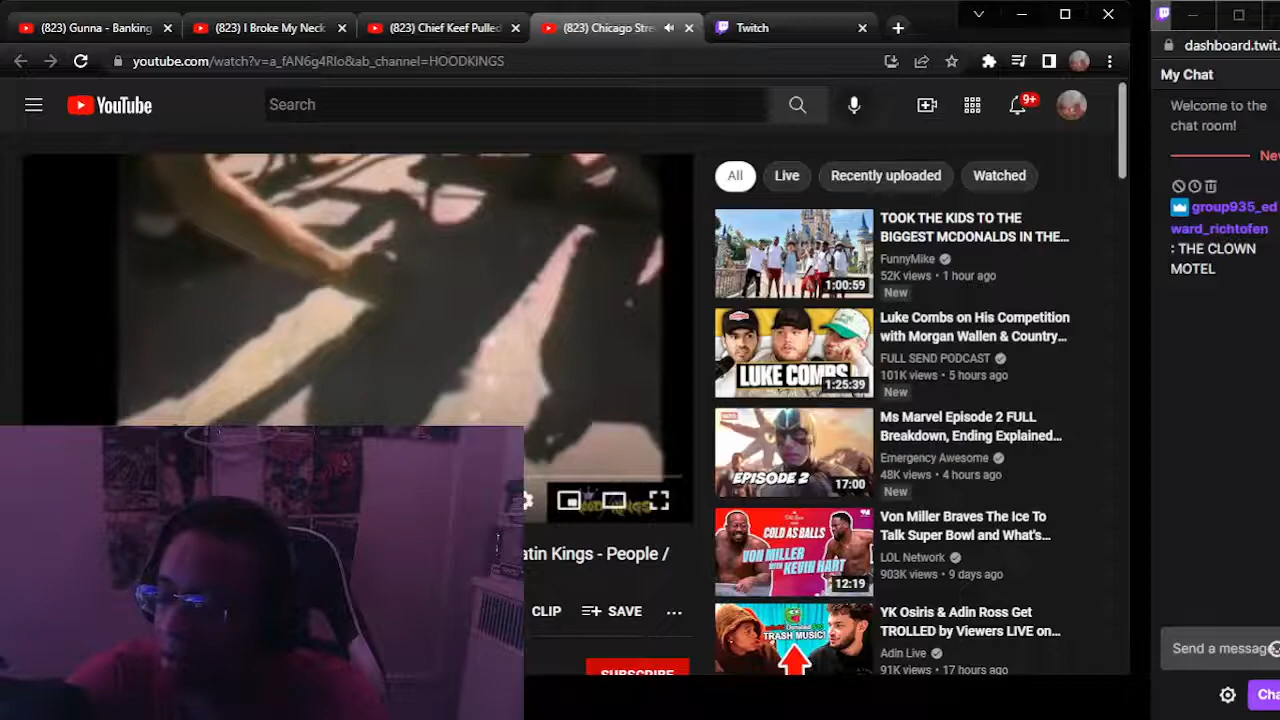 (823) Gunna - Banking
(823) I Broke My Neck
(823) Chief Keef Pulled
(823) Chicago Stre
Twitch
dashboard.twit
youtube.com/watch?v=a_fAN6g4RIo&ab_channel=HOODKINGS
My Chat
YouTube
Search
9+
Welcome to the
chat room!
Ne
All
Live
Recently uploaded
Watched
group935_ed
ward_richtofen
: THE CLOWN
MOTEL
TOOK THE KIDS TO THE
BIGGEST MCDONALDS IN THE...
FunnyMike
52K views • 1 hour ago
New
1:00:59
Luke Combs on His Competition
with Morgan Wallen & Country...
FULL SEND PODCAST
101K views • 5 hours ago
New
LUKE COMBS
1:25:39
Ms Marvel Episode 2 FULL
Breakdown, Ending Explained...
Emergency Awesome
48K views • 4 hours ago
New
EPISODE 2
17:00
Von Miller Braves The Ice To
Talk Super Bowl and What's...
LOL Network
903K views • 9 days ago
COLD AS BALLS
VON MILLER
WITH KEVIN HART
12:19
YK Osiris & Adin Ross Get
TROLLED by Viewers LIVE on...
Adin Live
91K views • 17 hours ago
TRASH MUSIC!
atin Kings - People /
CLIP
SAVE
SUBSCRIBE
Send a message
Cha